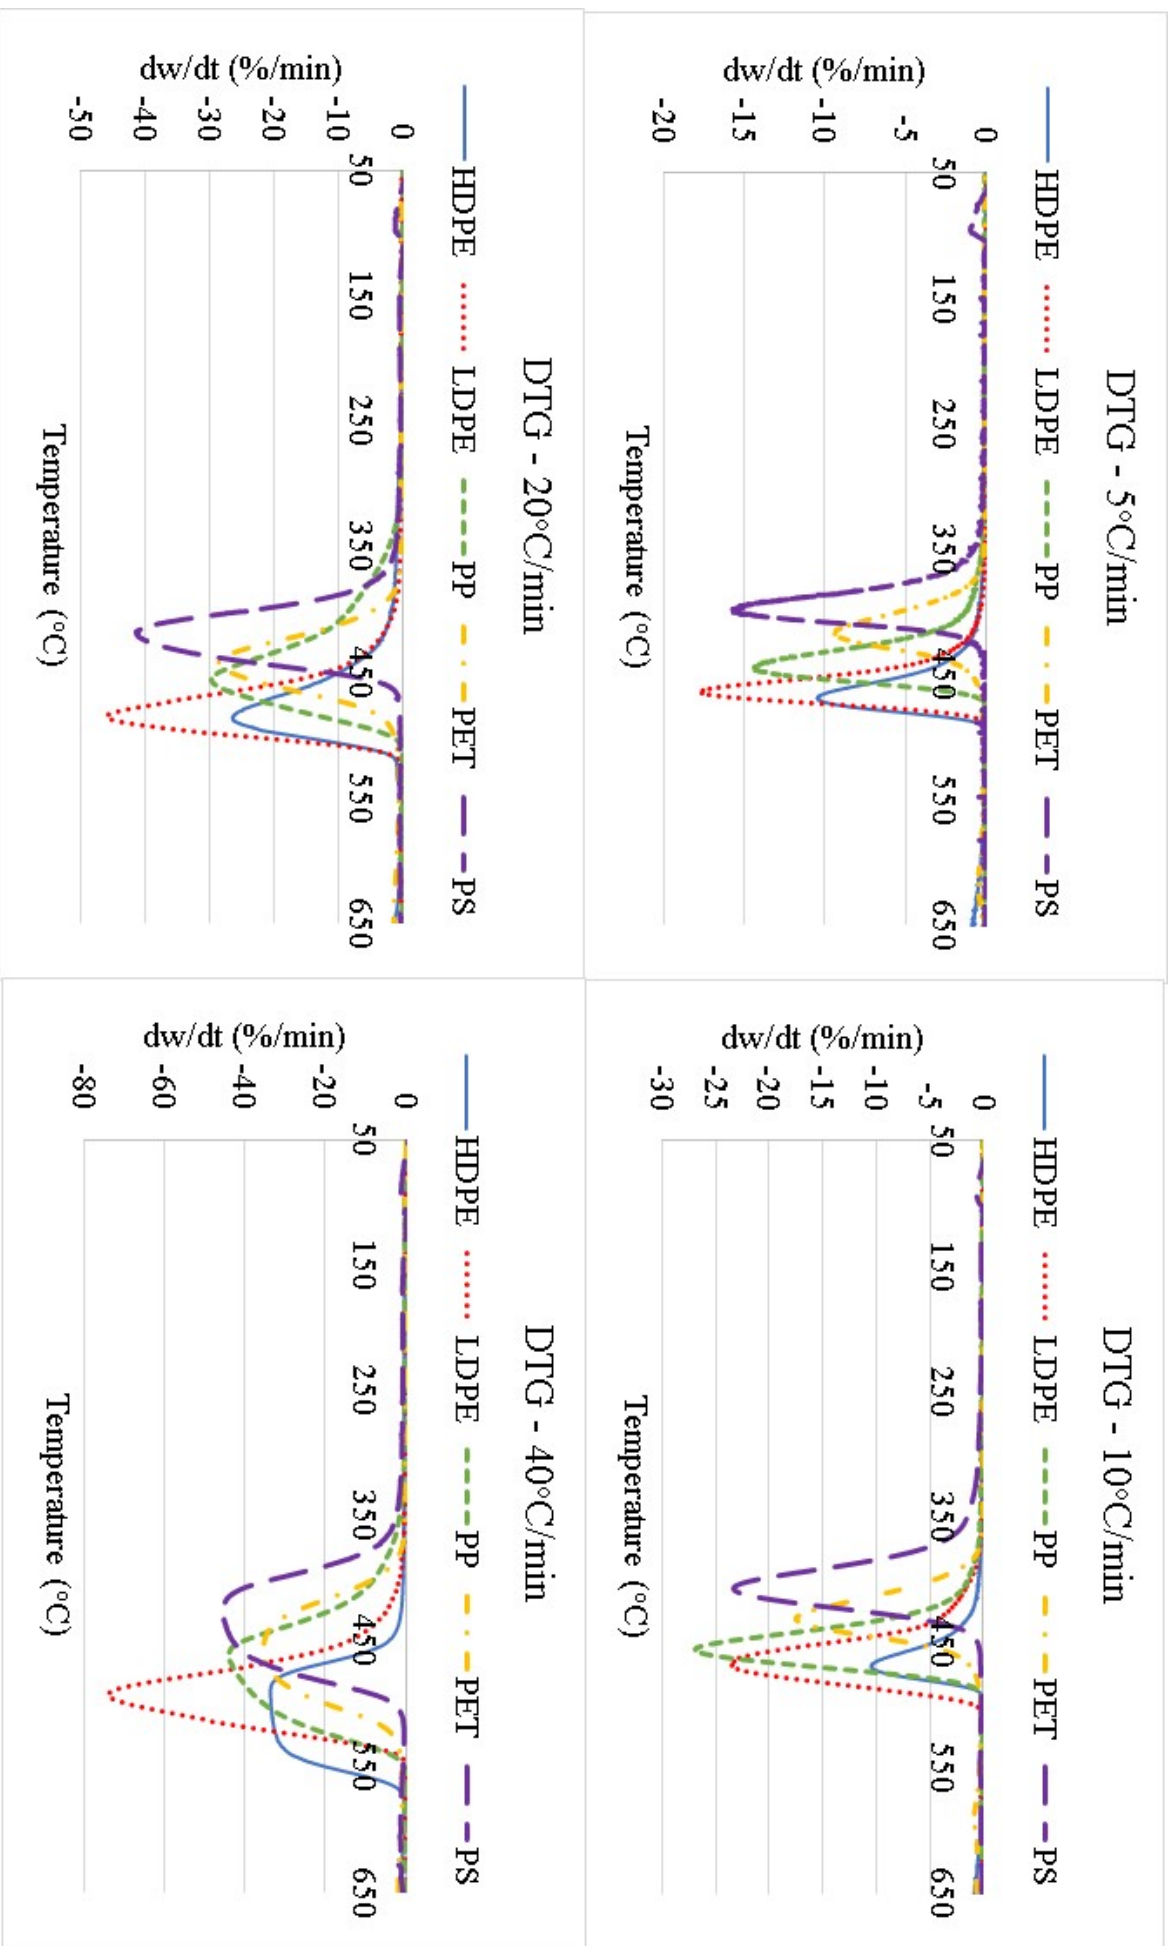 DTG - 5°C/min
HDPE LDPE PP PET PS
0
-5
-10
-15
-20
50 150 250 350 450 550 650
dw/dt (%/min)
Temperature (°C)
DTG - 10°C/min
HDPE LDPE PP PET PS
0
-5
-10
-15
-20
-25
-30
50 150 250 350 450 550 650
dw/dt (%/min)
Temperature (°C)
DTG - 20°C/min
HDPE LDPE PP PET PS
0
-10
-20
-30
-40
-50
50 150 250 350 450 550 650
dw/dt (%/min)
Temperature (°C)
DTG - 40°C/min
HDPE LDPE PP PET PS
0
-20
-40
-60
-80
50 150 250 350 450 550 650
dw/dt (%/min)
Temperature (°C)